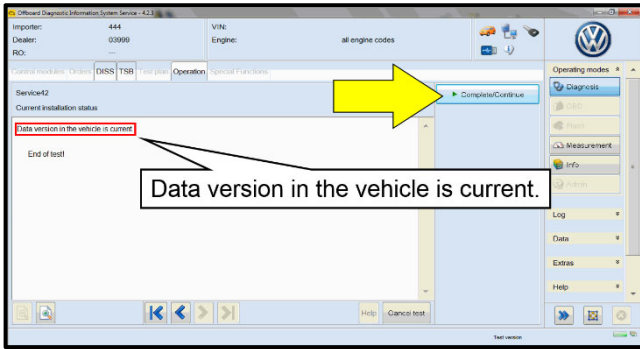 Offboard Diagnostic Information System Service - 4.2.3
Importer: 444 VIN:
Dealer: 03999 Engine: all engine codes
RO: ---
Control modules Orders DISS TSB Test plan Operation Special Functions
Operating modes
Service42
Complete/Continue
Diagnosis
Current installation status
OBD
Data version in the vehicle is current.
Flash
End of test!
Measurement
Info
Data version in the vehicle is current.
Admin
Log
Data
Extras
Help
Help Cancel test
Test version